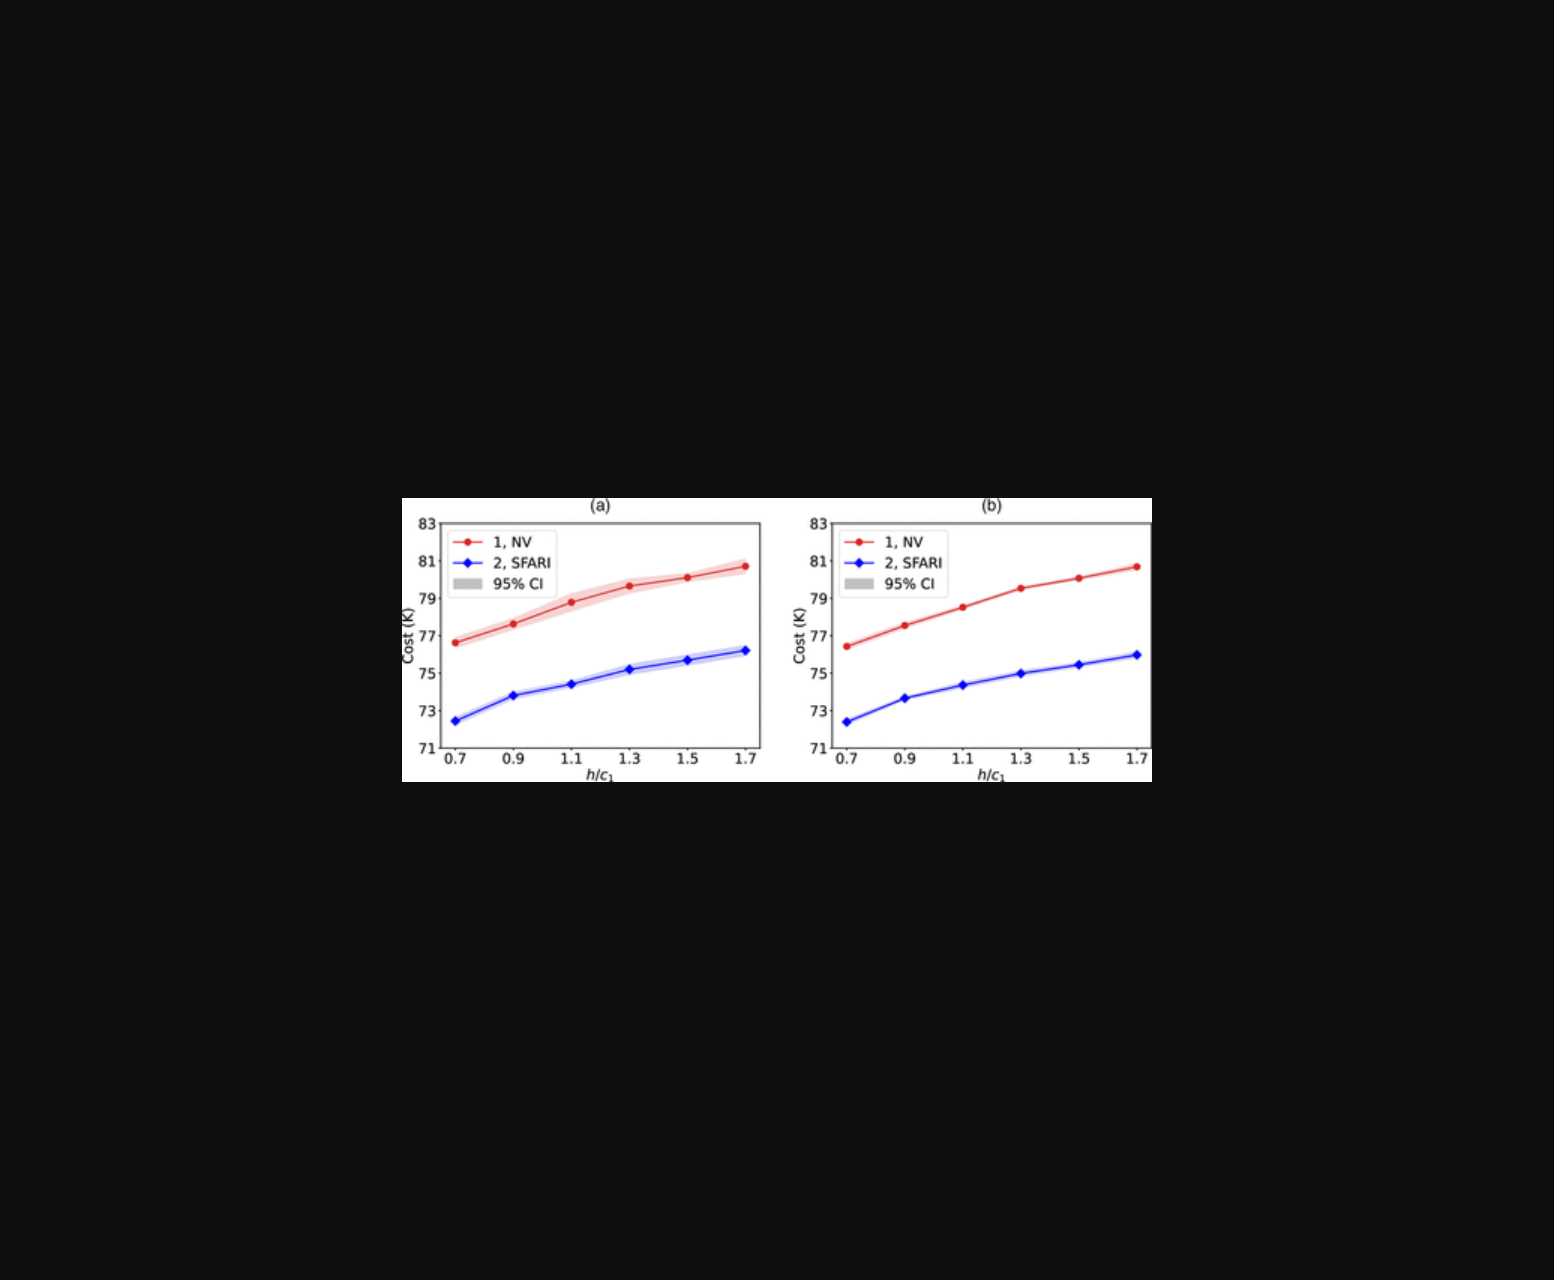 (a)
83
81
79
77
75
73
71
Cost (K)
1, NV
2, SFARI
95% CI
0.7 0.9 1.1 1.3 1.5 1.7
h/c₁
(b)
83
81
79
77
75
73
71
Cost (K)
1, NV
2, SFARI
95% CI
0.7 0.9 1.1 1.3 1.5 1.7
h/c₁